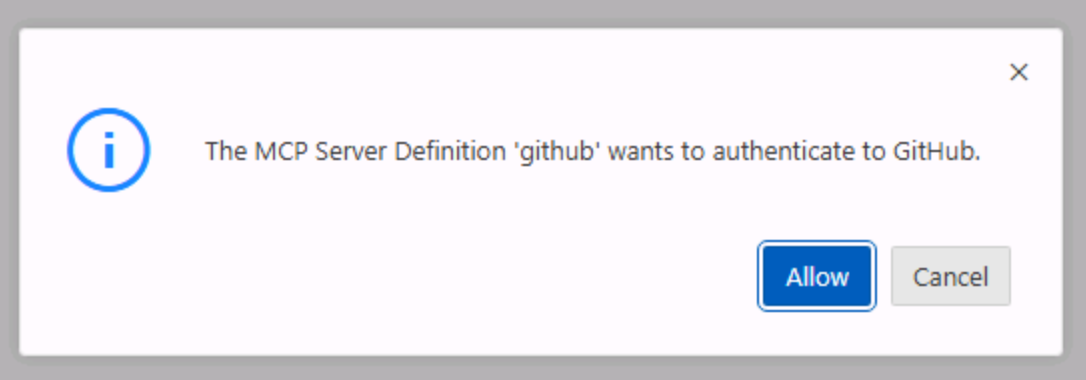 The MCP Server Definition 'github' wants to authenticate to GitHub.
Allow
Cancel